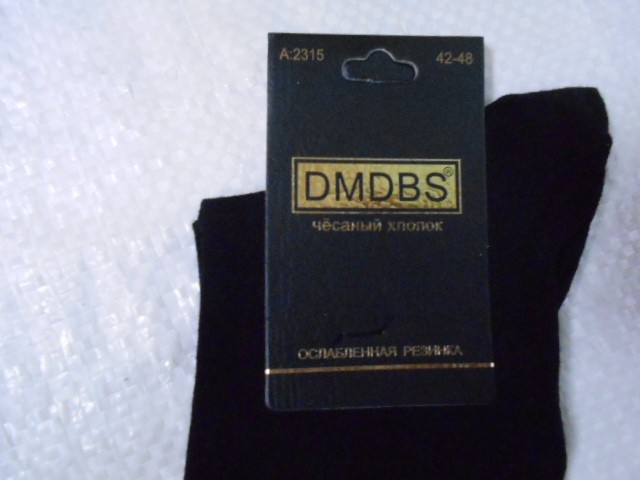 A:2315 42-48
DMDBS®
чёсаный хлопок
ОСЛАБЛЕННАЯ РЕЗИНКА